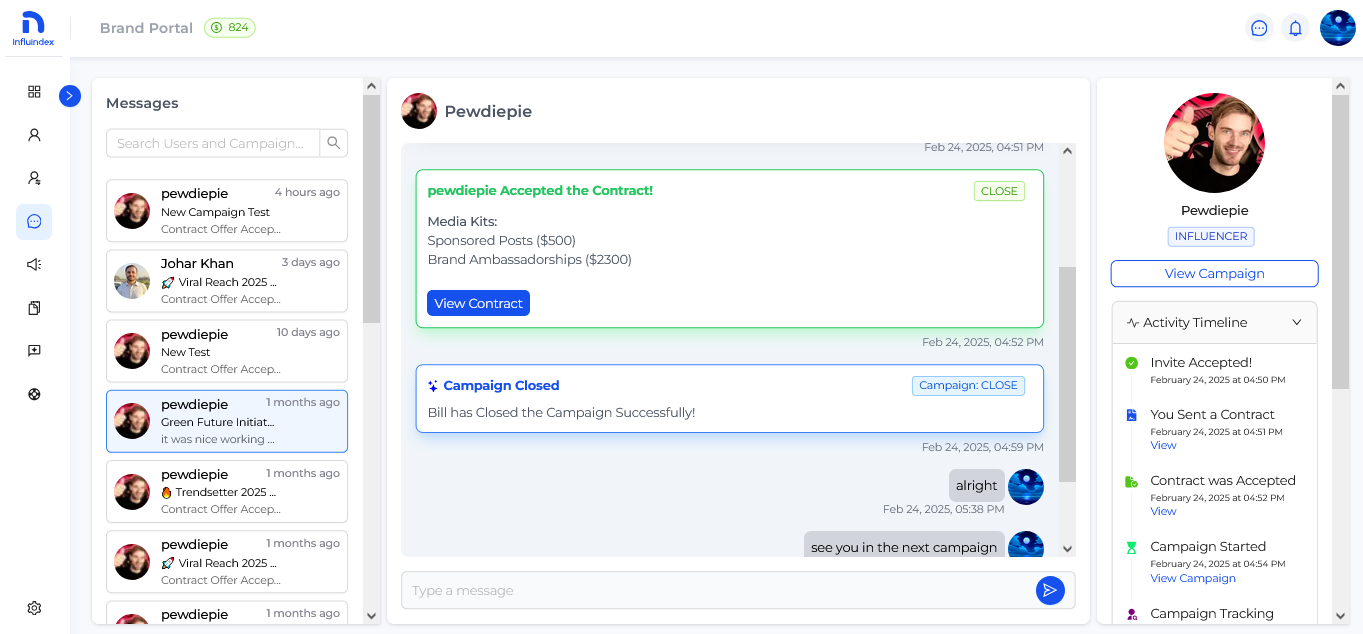 Influindex
Brand Portal
824
Messages
Search Users and Campaign...
pewdiepie
4 hours ago
New Campaign Test
Contract Offer Accep...
Johar Khan
3 days ago
🚀 Viral Reach 2025 ...
Contract Offer Accep...
pewdiepie
10 days ago
New Test
Contract Offer Accep...
pewdiepie
1 months ago
Green Future Initiat...
it was nice working ...
pewdiepie
1 months ago
🔥 Trendsetter 2025 ...
Contract Offer Accep...
pewdiepie
1 months ago
🚀 Viral Reach 2025 ...
Contract Offer Accep...
pewdiepie
1 months ago
Pewdiepie
Feb 24, 2025, 04:51 PM
pewdiepie Accepted the Contract!
CLOSE
Media Kits:
Sponsored Posts ($500)
Brand Ambassadorships ($2300)
View Contract
Feb 24, 2025, 04:52 PM
Campaign Closed
Campaign: CLOSE
Bill has Closed the Campaign Successfully!
Feb 24, 2025, 04:59 PM
alright
Feb 24, 2025, 05:38 PM
see you in the next campaign
Type a message
Pewdiepie
INFLUENCER
View Campaign
Activity Timeline
Invite Accepted!
February 24, 2025 at 04:50 PM
You Sent a Contract
February 24, 2025 at 04:51 PM
View
Contract was Accepted
February 24, 2025 at 04:52 PM
View
Campaign Started
February 24, 2025 at 04:54 PM
View Campaign
Campaign Tracking